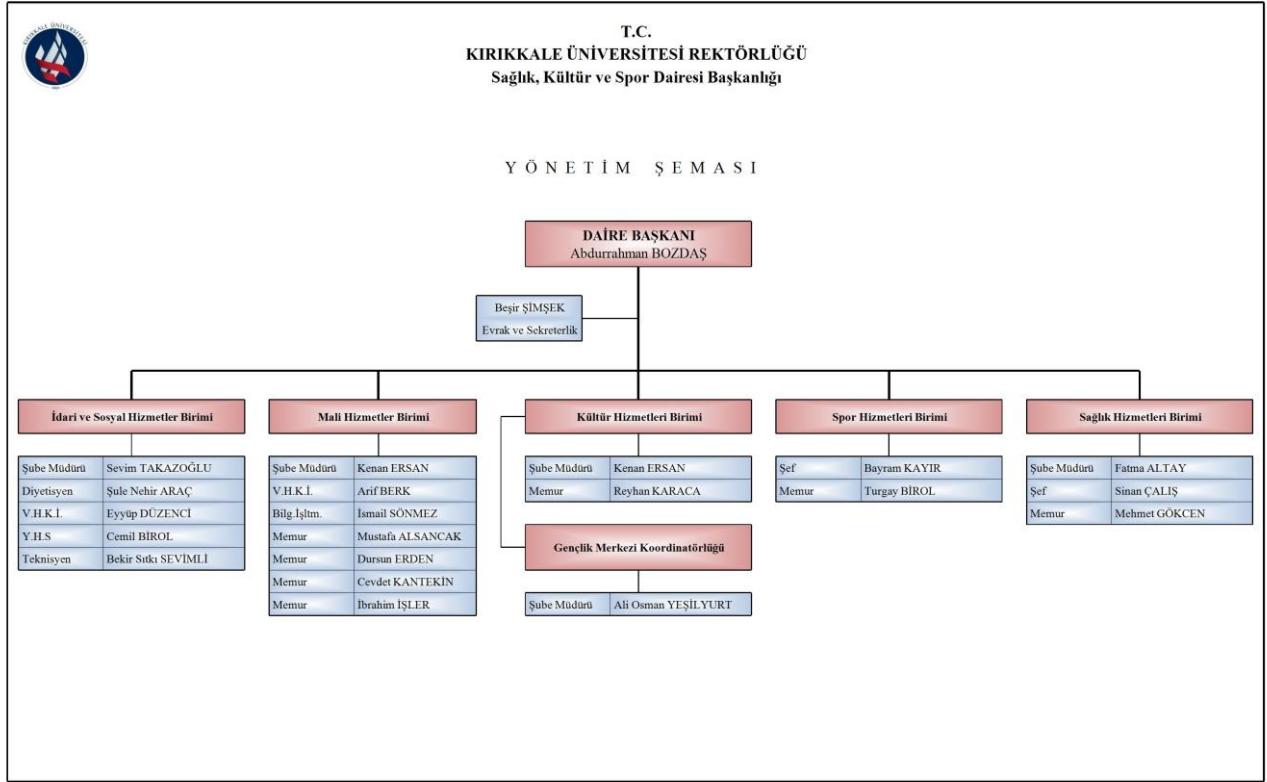 KIRIKKALE ÜNİVERSİTESİ
T.C.
KIRIKKALE ÜNİVERSİTESİ REKTÖRLÜĞÜ
Sağlık, Kültür ve Spor Dairesi Başkanlığı
YÖNETİM ŞEMASI
DAİRE BAŞKANI
Abdurrahman BOZDAŞ
Beşir ŞİMŞEK
Evrak ve Sekreterlik
İdari ve Sosyal Hizmetler Birimi
Şube Müdürü Sevim TAKAZOĞLU
Diyetisyen Şule Nehir ARAÇ
V.H.K.İ. Eyyüp DÜZENCİ
Y.H.S Cemil BİROL
Teknisyen Bekir Sıtkı SEVİMLİ
Mali Hizmetler Birimi
Şube Müdürü Kenan ERSAN
V.H.K.İ. Arif BERK
Bilg.İşltm. İsmail SÖNMEZ
Memur Mustafa ALSANCAK
Memur Dursun ERDEN
Memur Cevdet KANTEKİN
Memur İbrahim İŞLER
Kültür Hizmetleri Birimi
Şube Müdürü Kenan ERSAN
Memur Reyhan KARACA
Gençlik Merkezi Koordinatörlüğü
Şube Müdürü Ali Osman YEŞİLYURT
Spor Hizmetleri Birimi
Şef Bayram KAYIR
Memur Turgay BİROL
Sağlık Hizmetleri Birimi
Şube Müdürü Fatma ALTAY
Şef Sinan ÇALIŞ
Memur Mehmet GÖKCEN